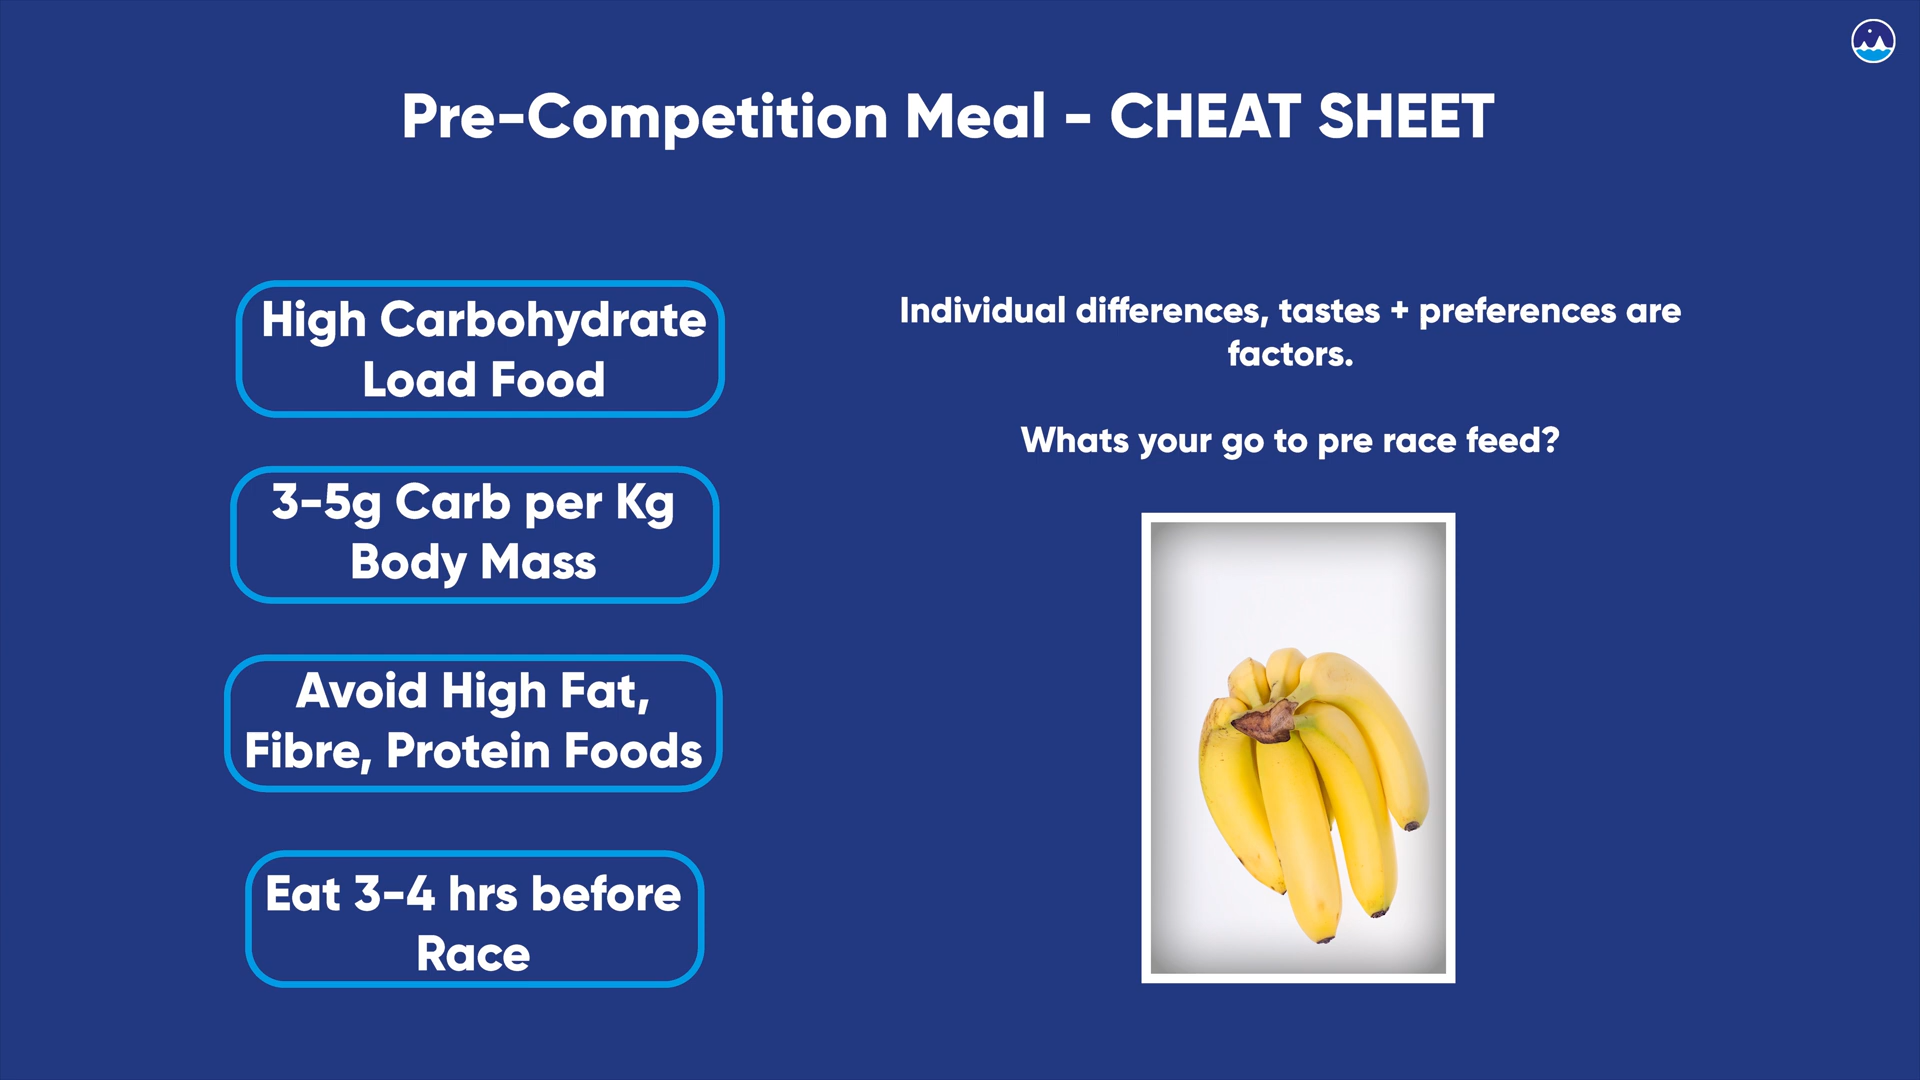 Pre-Competition Meal - CHEAT SHEET
High Carbohydrate
Load Food
3-5g Carb per Kg
Body Mass
Avoid High Fat,
Fibre, Protein Foods
Eat 3-4 hrs before
Race
Individual differences, tastes + preferences are
factors.
Whats your go to pre race feed?